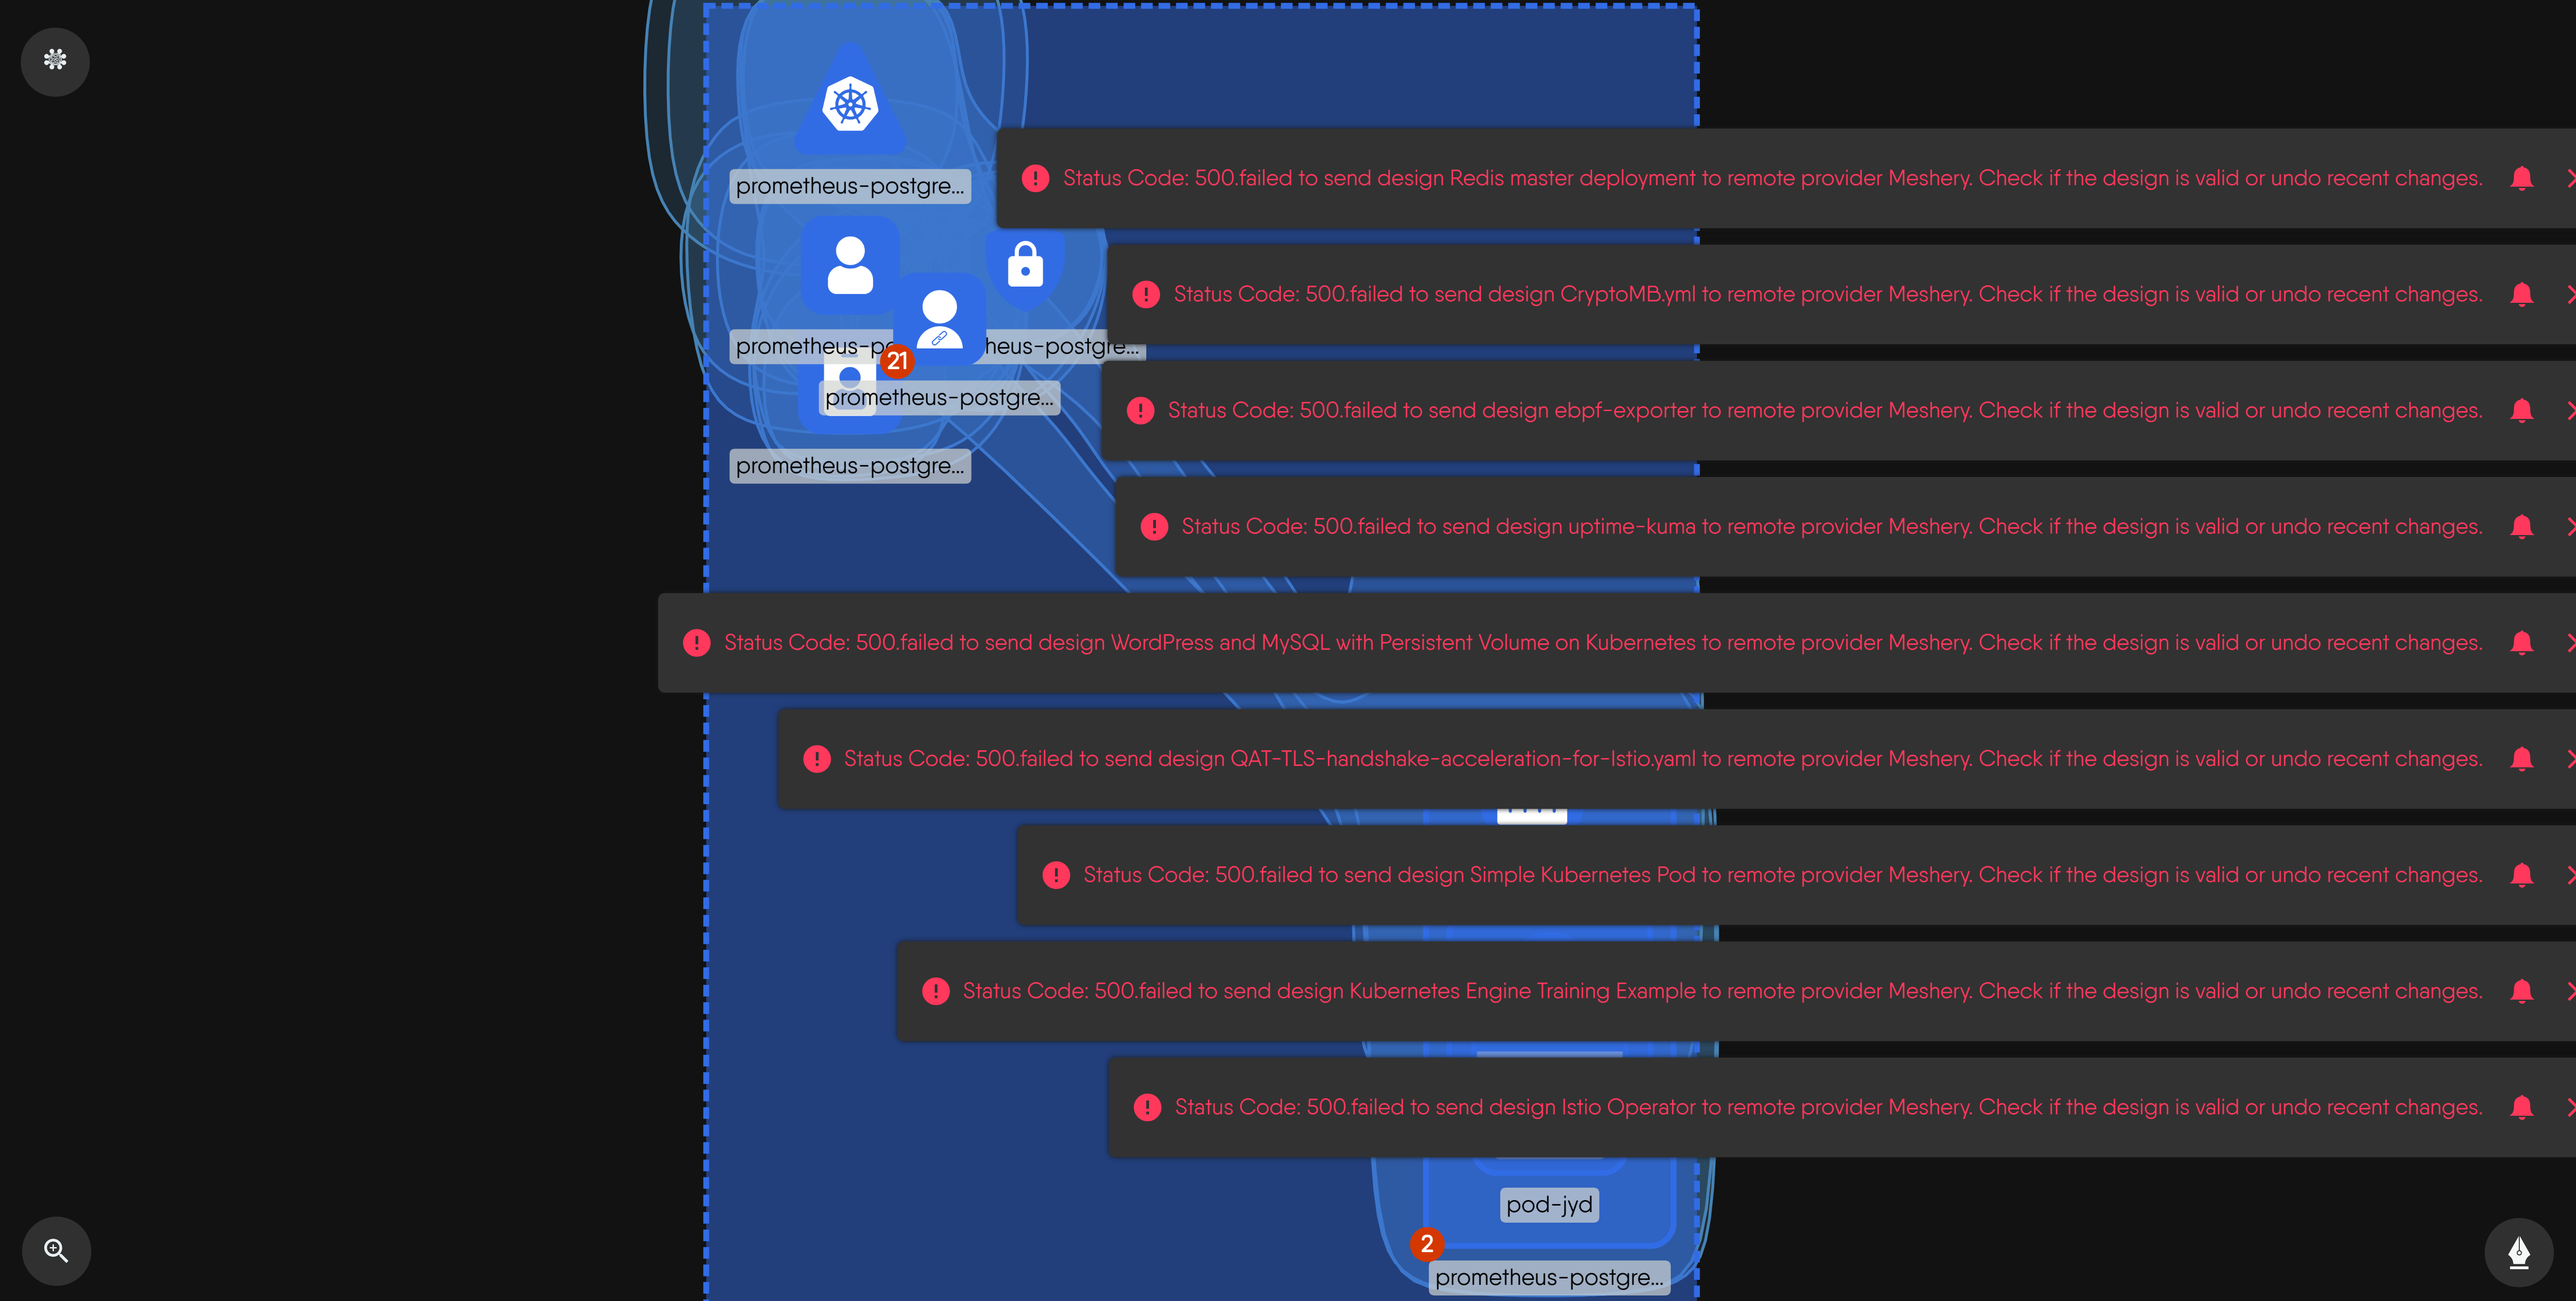 prometheus-postgre...
Status Code: 500.failed to send design Redis master deployment to remote provider Meshery. Check if the design is valid or undo recent changes.
Status Code: 500.failed to send design CryptoMB.yml to remote provider Meshery. Check if the design is valid or undo recent changes.
prometheus-po
heus-postgre...
21
prometheus-postgre...
Status Code: 500.failed to send design ebpf-exporter to remote provider Meshery. Check if the design is valid or undo recent changes.
prometheus-postgre...
Status Code: 500.failed to send design uptime-kuma to remote provider Meshery. Check if the design is valid or undo recent changes.
Status Code: 500.failed to send design WordPress and MySQL with Persistent Volume on Kubernetes to remote provider Meshery. Check if the design is valid or undo recent changes.
Status Code: 500.failed to send design QAT-TLS-handshake-acceleration-for-Istio.yaml to remote provider Meshery. Check if the design is valid or undo recent changes.
Status Code: 500.failed to send design Simple Kubernetes Pod to remote provider Meshery. Check if the design is valid or undo recent changes.
Status Code: 500.failed to send design Kubernetes Engine Training Example to remote provider Meshery. Check if the design is valid or undo recent changes.
Status Code: 500.failed to send design Istio Operator to remote provider Meshery. Check if the design is valid or undo recent changes.
pod-jyd
2
prometheus-postgre...